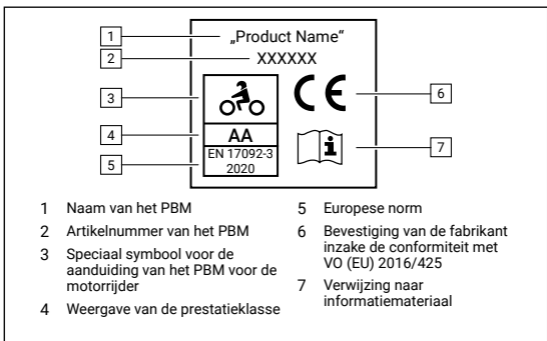 1
„Product Name“
2
XXXXXX
3
CE
6
4
AA
i
7
5
EN 17092-3
2020
1 Naam van het PBM
2 Artikelnummer van het PBM
3 Speciaal symbool voor de
aanduiding van het PBM voor de
motorrijder
4 Weergave van de prestatieklasse
5 Europese norm
6 Bevestiging van de fabrikant
inzake de conformiteit met
VO (EU) 2016/425
7 Verwijzing naar
informatiemateriaal